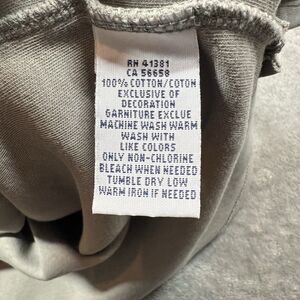 RN 41381
CA 56658
100% COTTON/COTON
EXCLUSIVE OF
DECORATION
GARNITURE EXCLUE
MACHINE WASH WARM
WASH WITH
LIKE COLORS
ONLY NON-CHLORINE
BLEACH WHEN NEEDED
TUMBLE DRY LOW
WARM IRON IF NEEDED